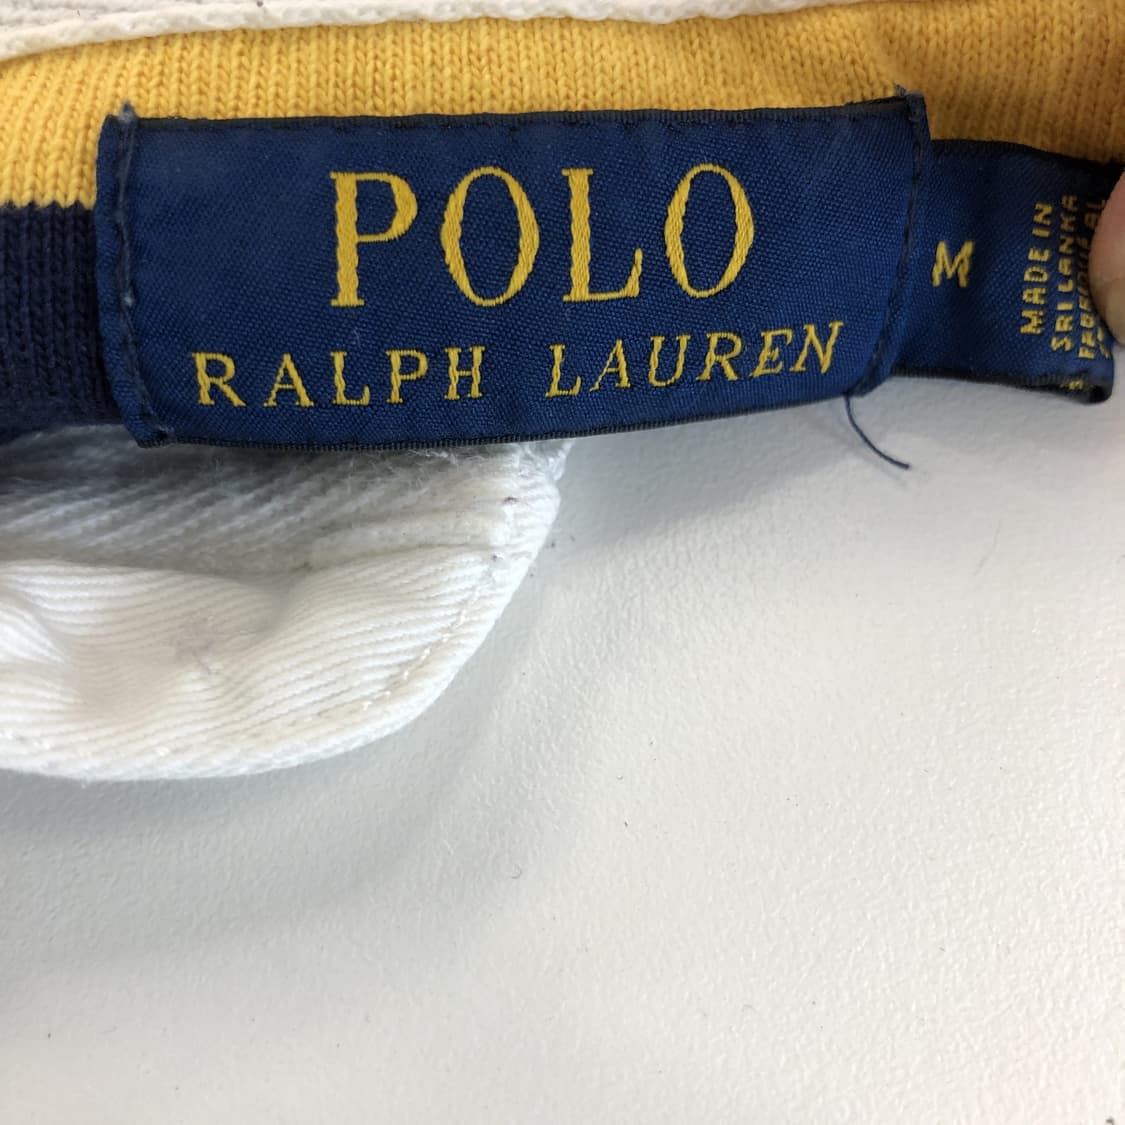 POLO
RALPH LAUREN
M
MADE IN
SRI LANKA